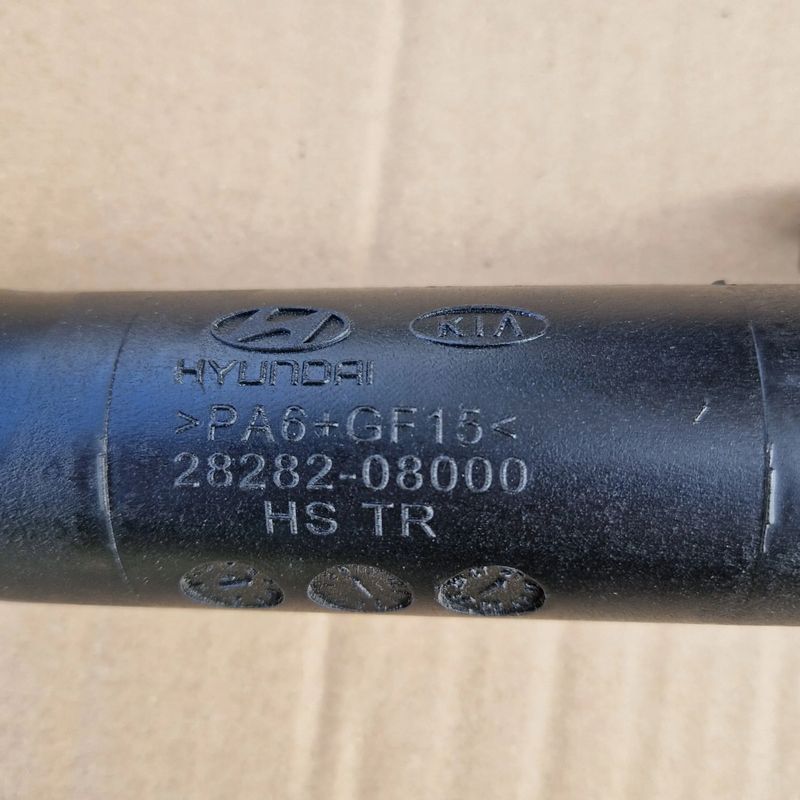 KIA
HYUNDAI
>PA6+GF15<
28282-08000
HS TR